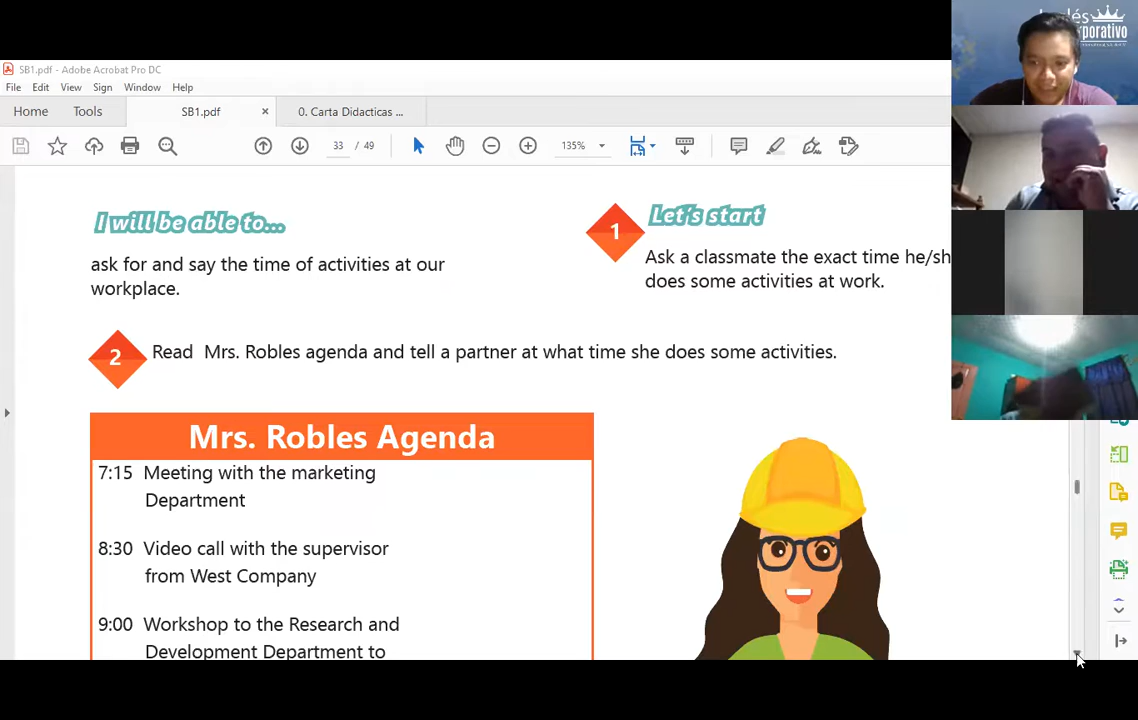 SB1.pdf - Adobe Acrobat Pro DC
File Edit View Sign Window Help
Home Tools SB1.pdf × 0. Carta Didacticas ...
33 / 49 135%
I will be able to...
ask for and say the time of activities at our
workplace.
1 Let's start
Ask a classmate the exact time he/sh
does some activities at work.
2 Read Mrs. Robles agenda and tell a partner at what time she does some activities.
Mrs. Robles Agenda
7:15 Meeting with the marketing
Department
8:30 Video call with the supervisor
from West Company
9:00 Workshop to the Research and
Development Department to